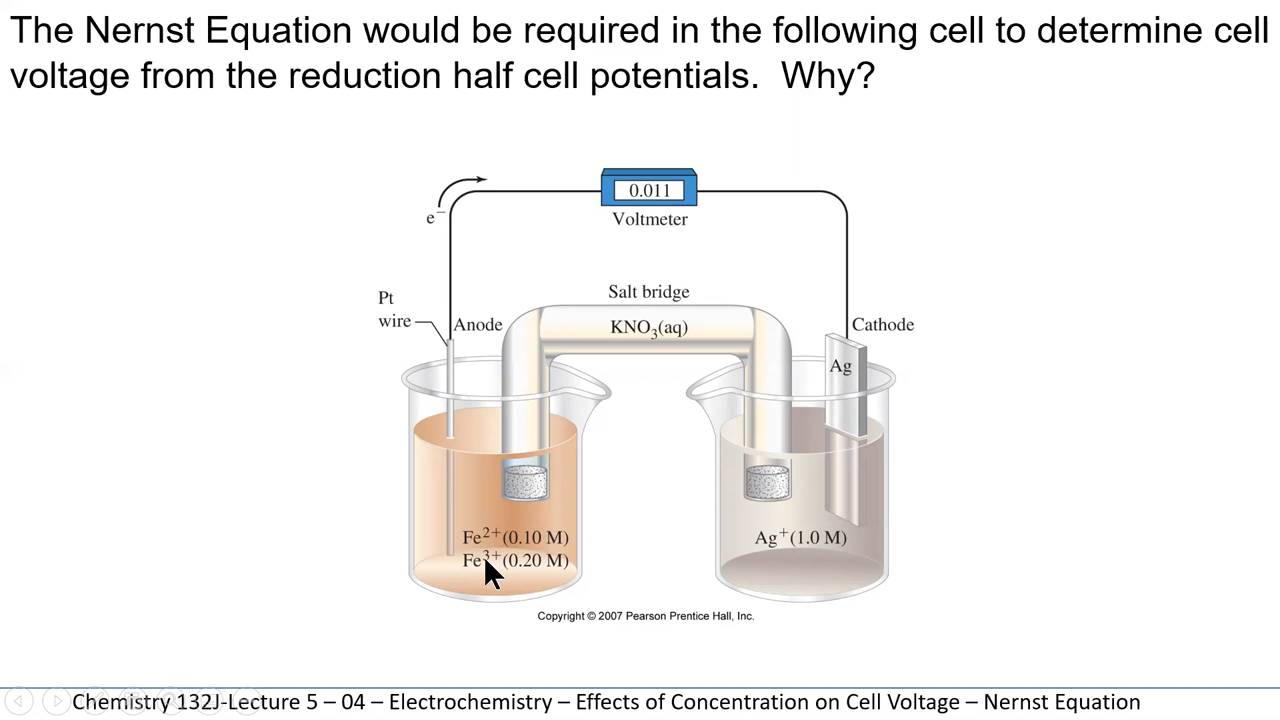 The Nernst Equation would be required in the following cell to determine cell
voltage from the reduction half cell potentials.  Why?
0.011
e⁻
Voltmeter
Salt bridge
Pt
wire
Anode
KNO₃(aq)
Cathode
Ag
Fe²⁺(0.10 M)
Fe³⁺(0.20 M)
Ag⁺(1.0 M)
Copyright © 2007 Pearson Prentice Hall, Inc.
Chemistry 132J-Lecture 5 – 04 – Electrochemistry – Effects of Concentration on Cell Voltage – Nernst Equation